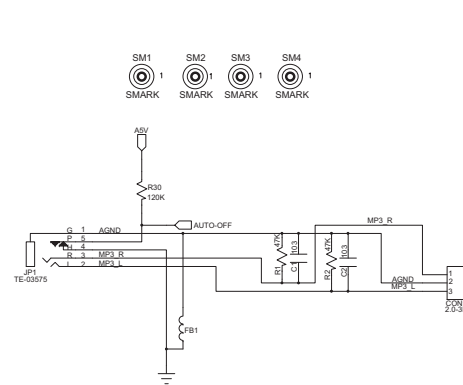 SM1 SM2 SM3 SM4
1 1 1 1
SMARK SMARK SMARK SMARK
A5V
R30
120K
AUTO-OFF
MP3_R
G 1 AGND
P 5
H 4
R 3 MP3_R
L 2 MP3_L
JP1
TE-03575
R1 47K
C1 103
R2 47K
C2 103
FB1
AGND
MP3_L
1
2
3
CON
2.0-3